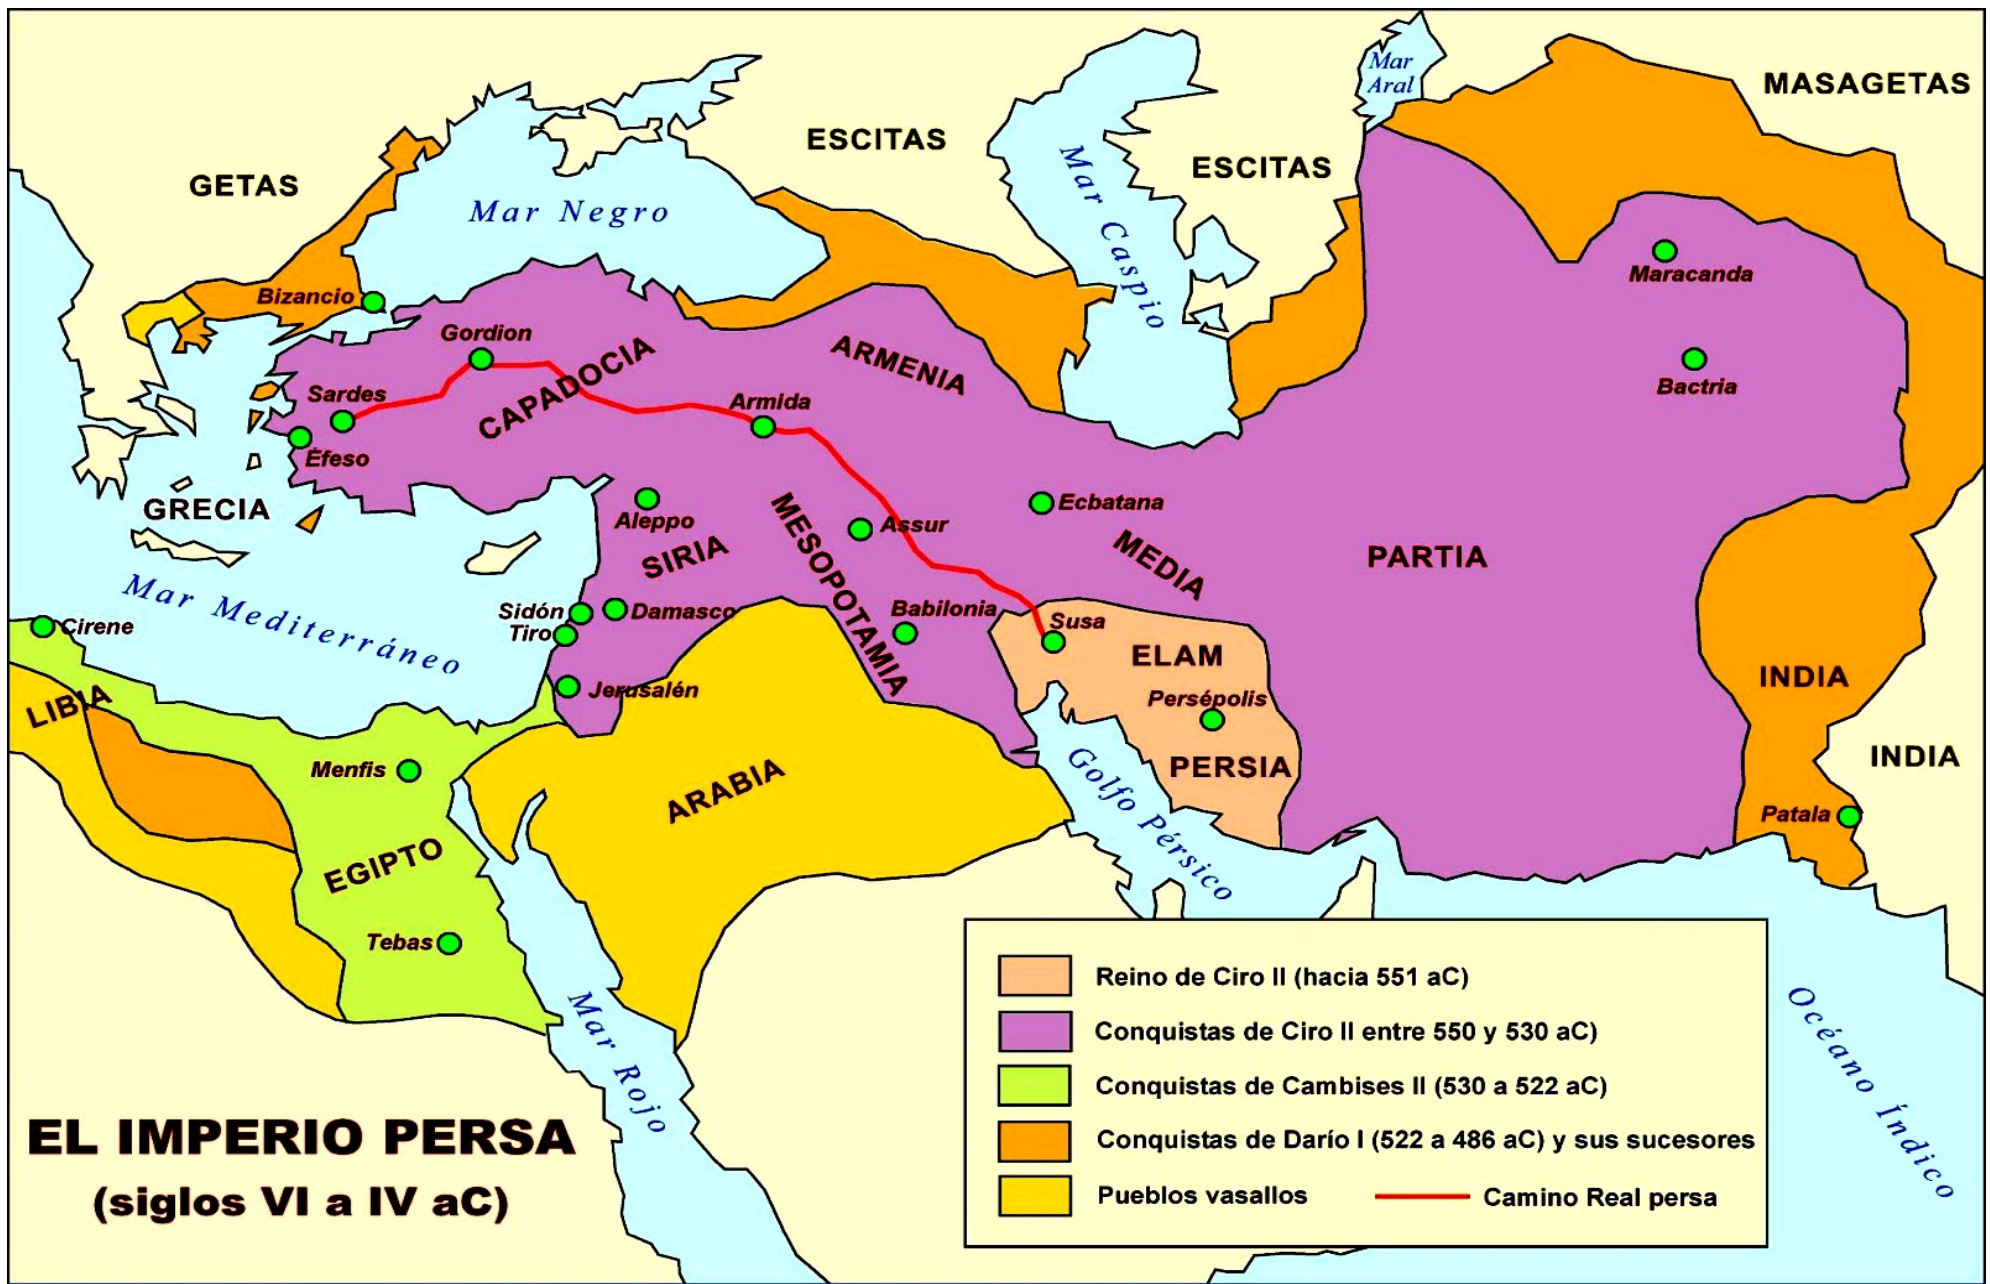 Mar
Aral
MASAGETAS
ESCITAS
ESCITAS
GETAS
Mar Negro
Mar Caspio
Maracanda
Bizancio
Gordion
CAPADOCIA
ARMENIA
Bactria
Sardes
Armida
Éfeso
GRECIA
Aleppo
SIRIA
MESOPOTAMIA
Assur
Ecbatana
MEDIA
PARTIA
Mar Mediterráneo
Cirene
Sidón
Tiro
Damasco
Babilonia
Susa
ELAM
Jerusalén
Persépolis
INDIA
LIBIA
Menfis
ARABIA
Golfo Pérsico
PERSIA
INDIA
Patala
EGIPTO
Tebas
Mar Rojo
Océano Índico
EL IMPERIO PERSA
(siglos VI a IV aC)
Reino de Ciro II (hacia 551 aC)
Conquistas de Ciro II entre 550 y 530 aC)
Conquistas de Cambises II (530 a 522 aC)
Conquistas de Darío I (522 a 486 aC) y sus sucesores
Pueblos vasallos
Camino Real persa